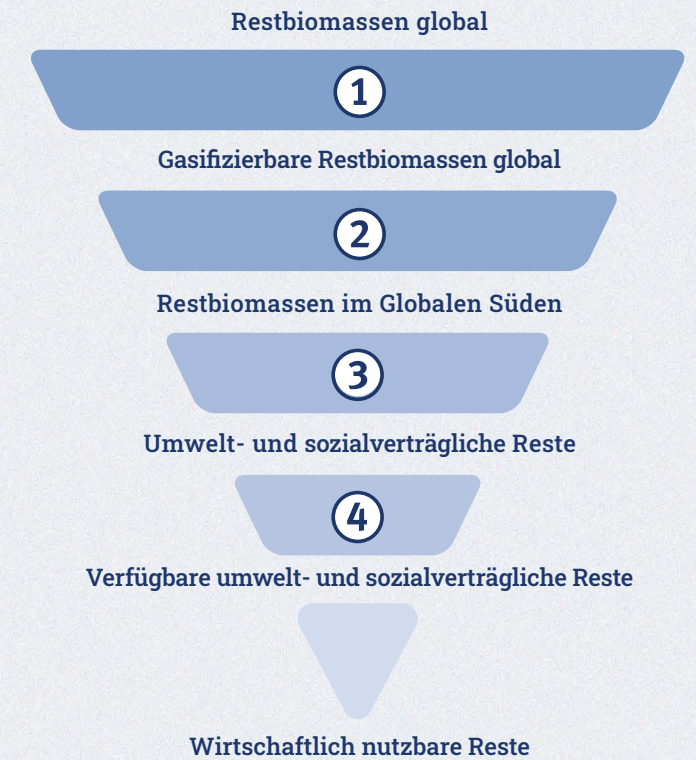 Restbiomassen global
1
Gasifizierbare Restbiomassen global
2
Restbiomassen im Globalen Süden
3
Umwelt- und sozialverträgliche Reste
4
Verfügbare umwelt- und sozialverträgliche Reste
Wirtschaftlich nutzbare Reste